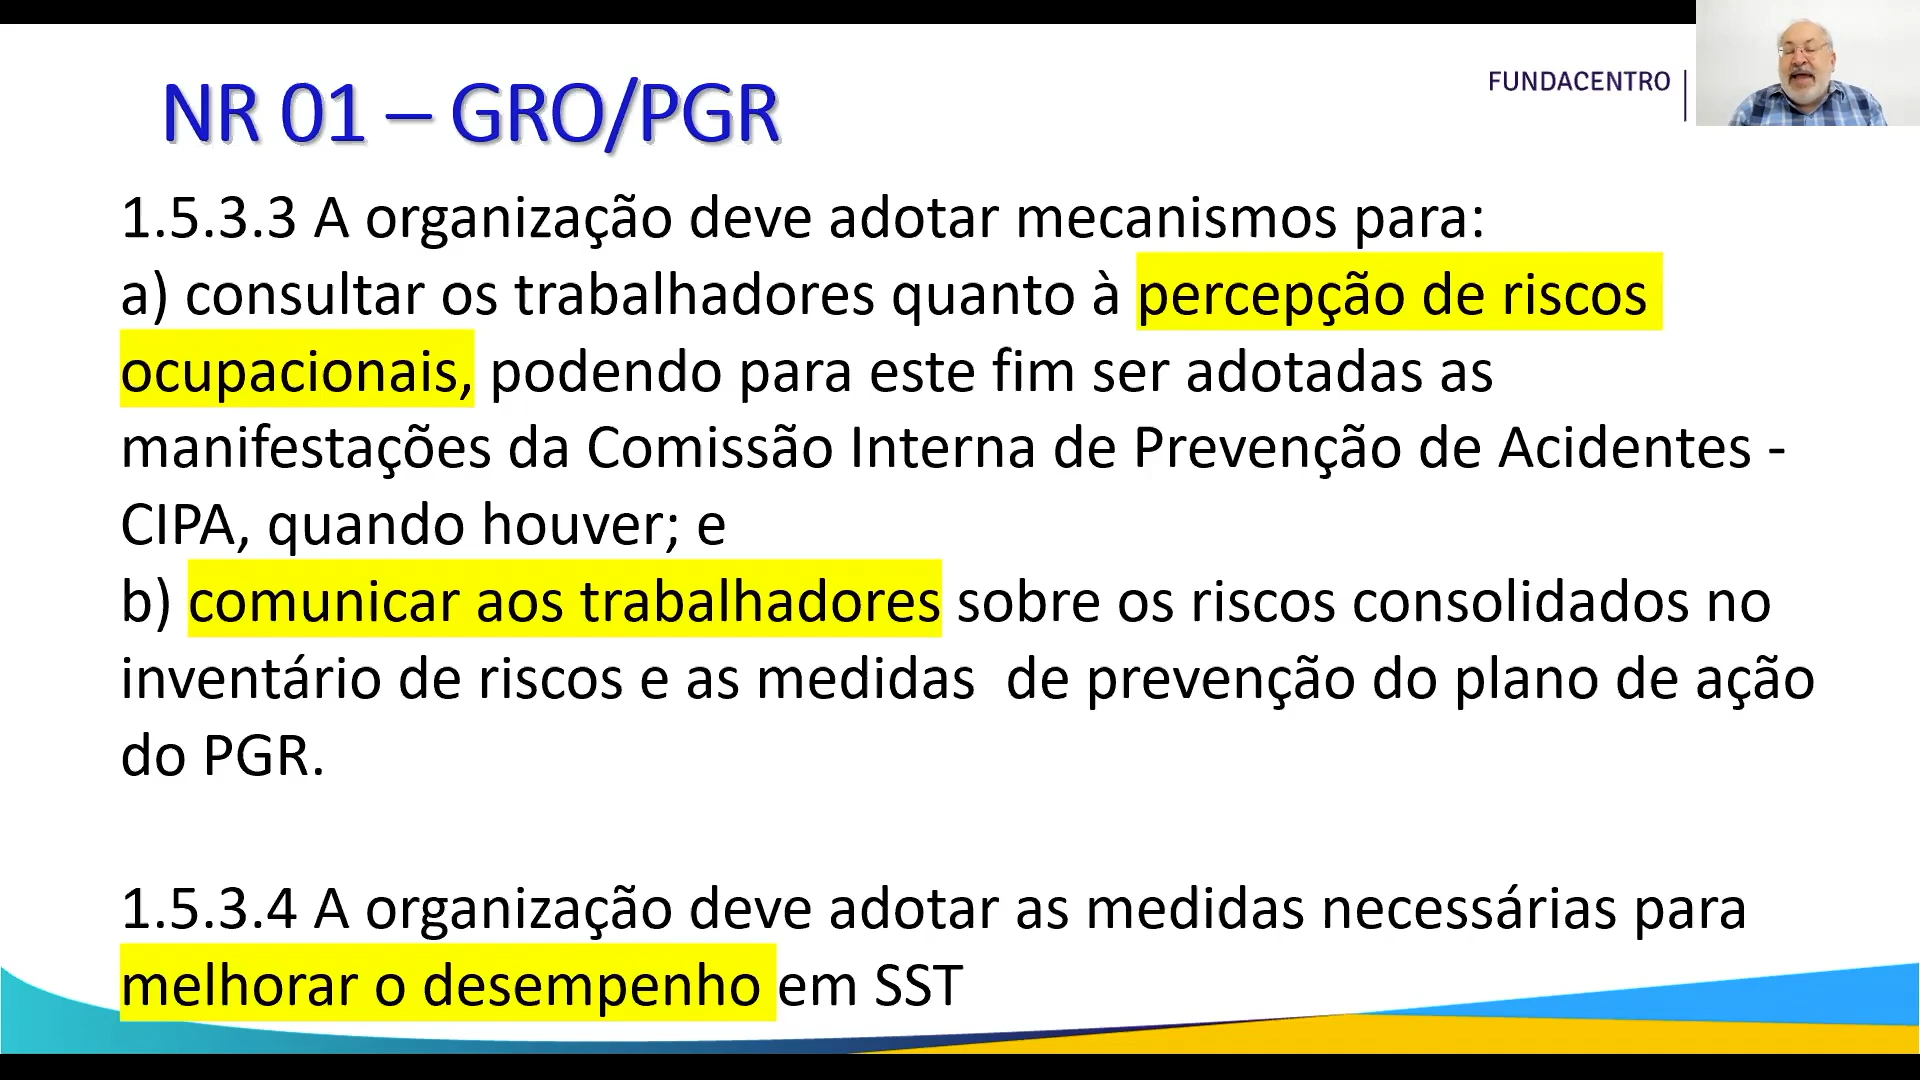 NR 01 – GRO/PGR
FUNDACENTRO
1.5.3.3 A organização deve adotar mecanismos para:
a) consultar os trabalhadores quanto à percepção de riscos
ocupacionais, podendo para este fim ser adotadas as
manifestações da Comissão Interna de Prevenção de Acidentes -
CIPA, quando houver; e
b) comunicar aos trabalhadores sobre os riscos consolidados no
inventário de riscos e as medidas  de prevenção do plano de ação
do PGR.
1.5.3.4 A organização deve adotar as medidas necessárias para
melhorar o desempenho em SST